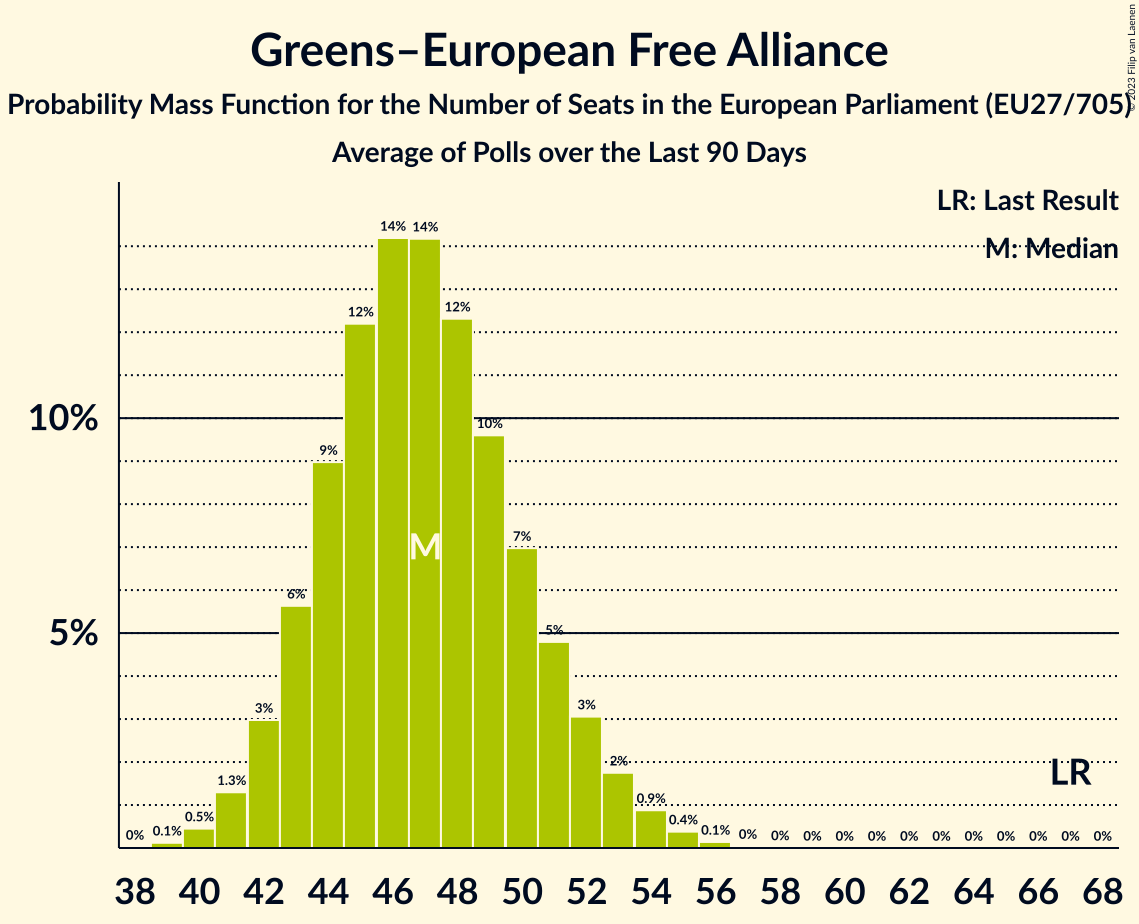 © 2023 Filip van Laenen
Greens–European Free Alliance
Probability Mass Function for the Number of Seats in the European Parliament (EU27/705)
Average of Polls over the Last 90 Days
LR: Last Result
M: Median
14% 14%
12% 12%
10% 10%
9%
7%
M
6%
5% 5%
3% 3%
2%
LR
1.3% 0.9%
0.5% 0.4%
0% 0.1% 0.1% 0% 0% 0% 0% 0% 0% 0% 0% 0% 0% 0% 0%
38 40 42 44 46 48 50 52 54 56 58 60 62 64 66 68